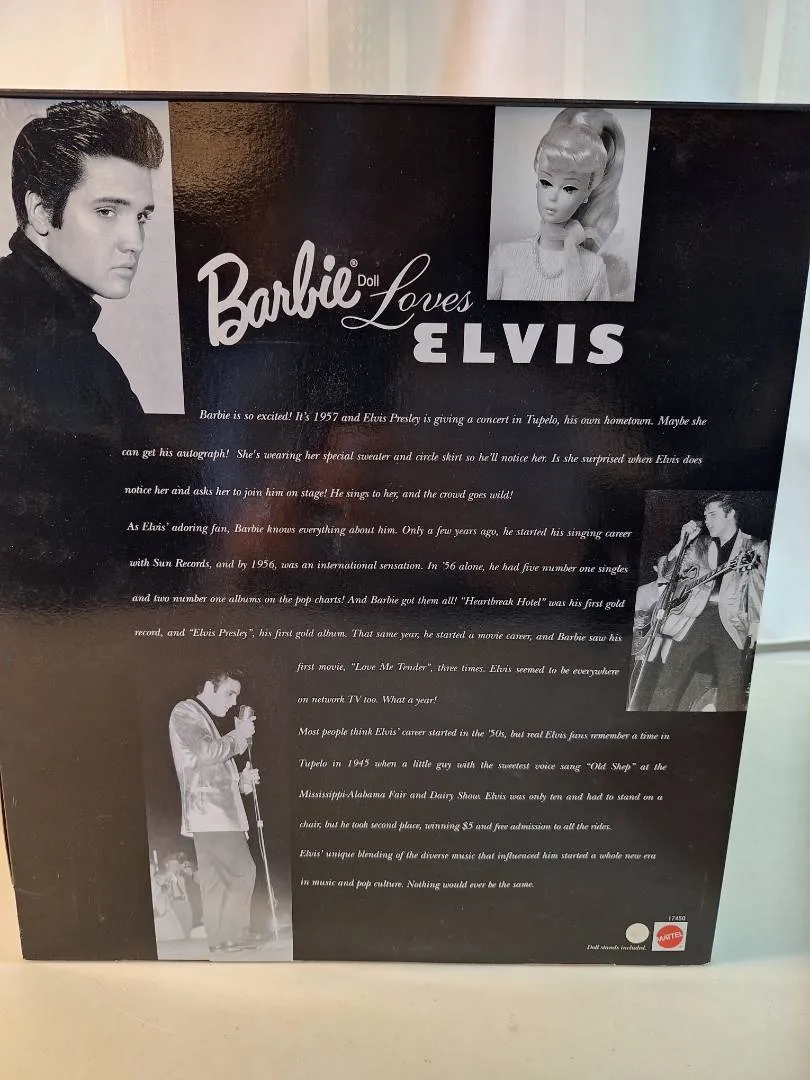 Barbie® Doll Loves
ELVIS
Barbie is so excited! It's 1957 and Elvis Presley is giving a concert in Tupelo, his own hometown. Maybe she
can get his autograph! She's wearing her special sweater and circle skirt so he'll notice her. Is she surprised when Elvis does
notice her and asks her to join him on stage! He sings to her, and the crowd goes wild!
As Elvis' adoring fan, Barbie knows everything about him. Only a few years ago, he started his singing career
with Sun Records, and by 1956, was an international sensation. In '56 alone, he had five number one singles
and two number one albums on the pop charts! And Barbie got them all! "Heartbreak Hotel" was his first gold
record, and "Elvis Presley", his first gold album. That same year, he started a movie career, and Barbie saw his
first movie, "Love Me Tender", three times. Elvis seemed to be everywhere
on network TV too. What a year!
Most people think Elvis' career started in the '50s, but real Elvis fans remember a time in
Tupelo in 1945 when a little guy with the sweetest voice sang "Old Shep" at the
Mississippi-Alabama Fair and Dairy Show. Elvis was only ten and had to stand on a
chair, but he took second place, winning $5 and free admission to all the rides.
Elvis' unique blending of the diverse music that influenced him started a whole new era
in music and pop culture. Nothing would ever be the same.
17450
Doll stands included.
MATTEL